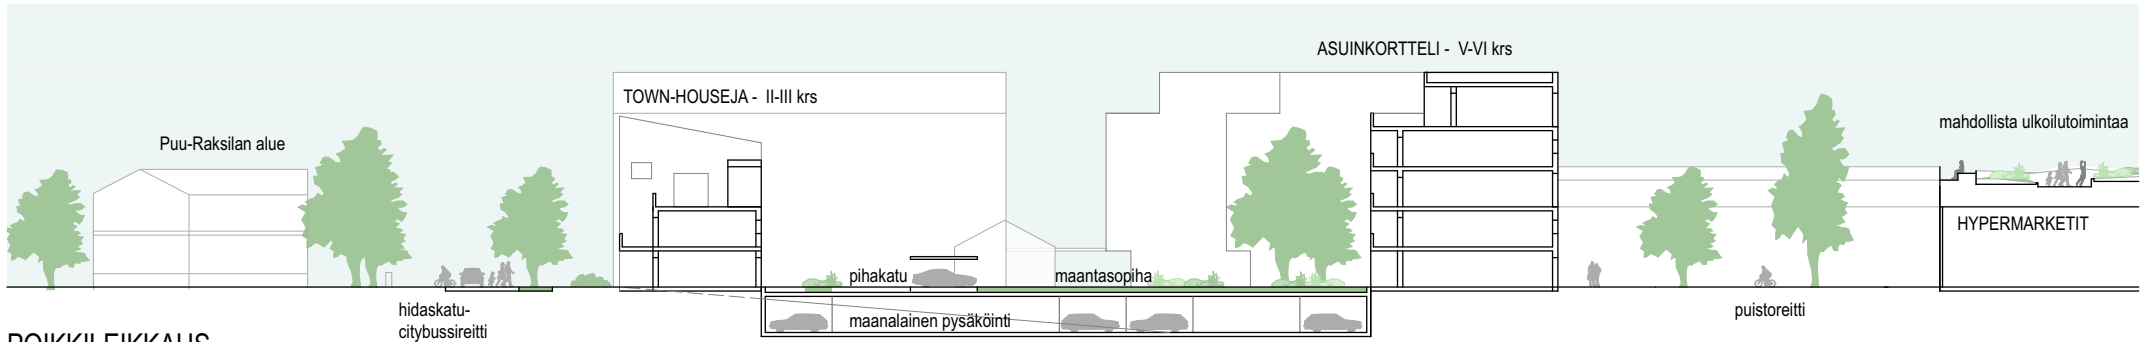 ASUINKORTTELI - V-VI krs
TOWN-HOUSEJA - II-III krs
Puu-Raksilan alue
mahdollista ulkoilutoimintaa
HYPERMARKETIT
pihakatu
maantasopiha
hidaskatu-
citybussireitti
maanalainen pysäköinti
puistoreitti
POIKKILEIKKAUS